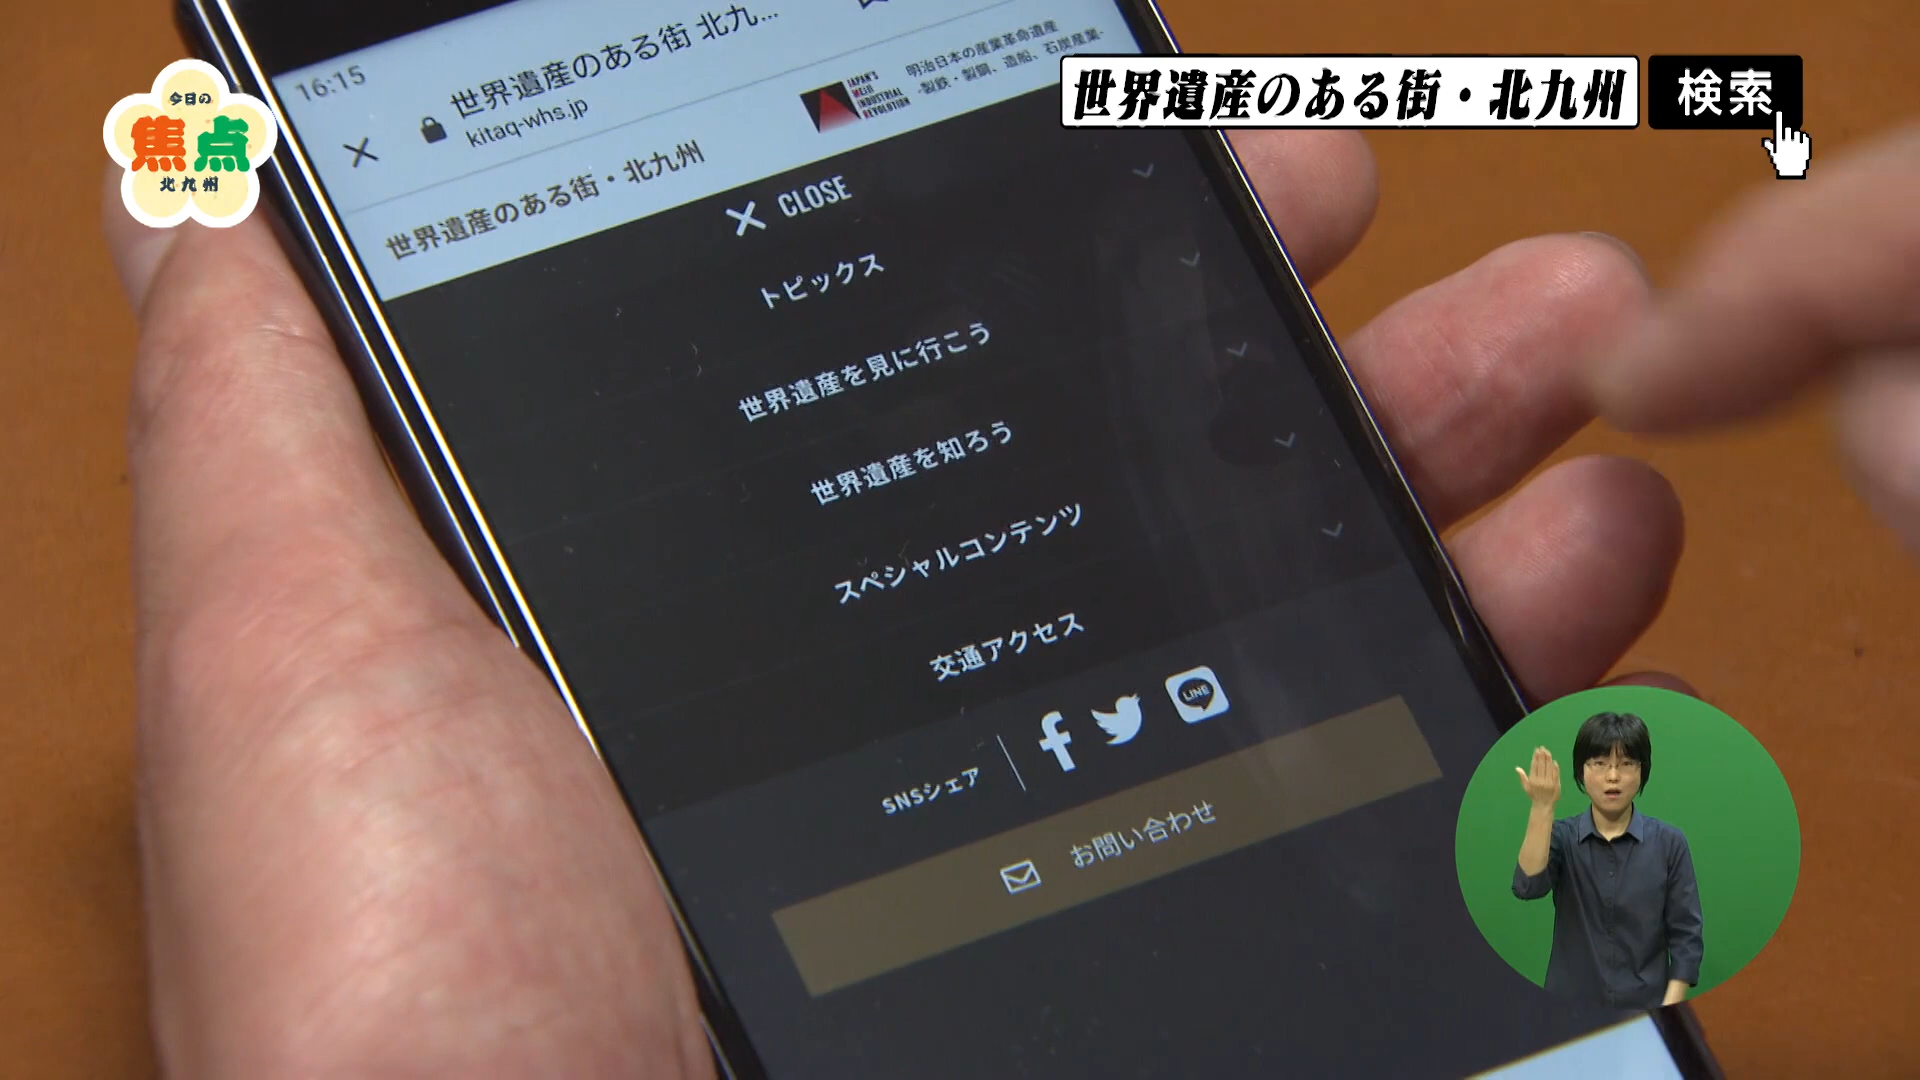 16:15
世界遺産のある街 北九...
kitaq-whs.jp
世界遺産のある街・北九州
JAPAN'S
MEIJI
INDUSTRIAL
REVOLUTION
明治日本の産業革命遺産
-製鉄・製鋼、造船、石炭産業-
CLOSE
トピックス
世界遺産を見に行こう
世界遺産を知ろう
スペシャルコンテンツ
交通アクセス
SNSシェア
LINE
お問い合わせ
今日の
焦点
北九州
世界遺産のある街・北九州
検索